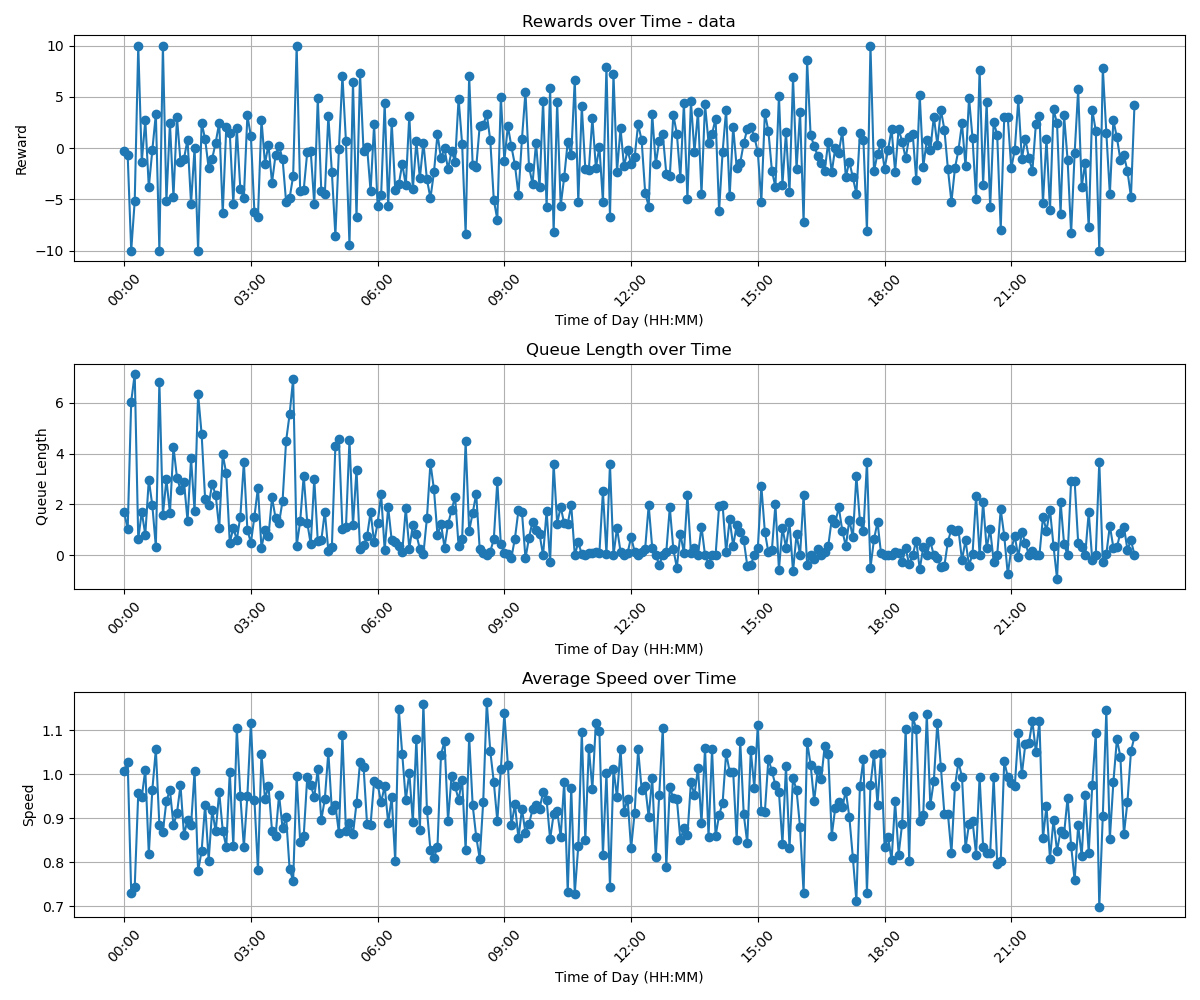 Rewards over Time - data
Reward
10
5
0
−5
−10
00:00 03:00 06:00 09:00 12:00 15:00 18:00 21:00
Time of Day (HH:MM)
Queue Length over Time
Queue Length
6
4
2
0
00:00 03:00 06:00 09:00 12:00 15:00 18:00 21:00
Time of Day (HH:MM)
Average Speed over Time
Speed
1.1
1.0
0.9
0.8
0.7
00:00 03:00 06:00 09:00 12:00 15:00 18:00 21:00
Time of Day (HH:MM)